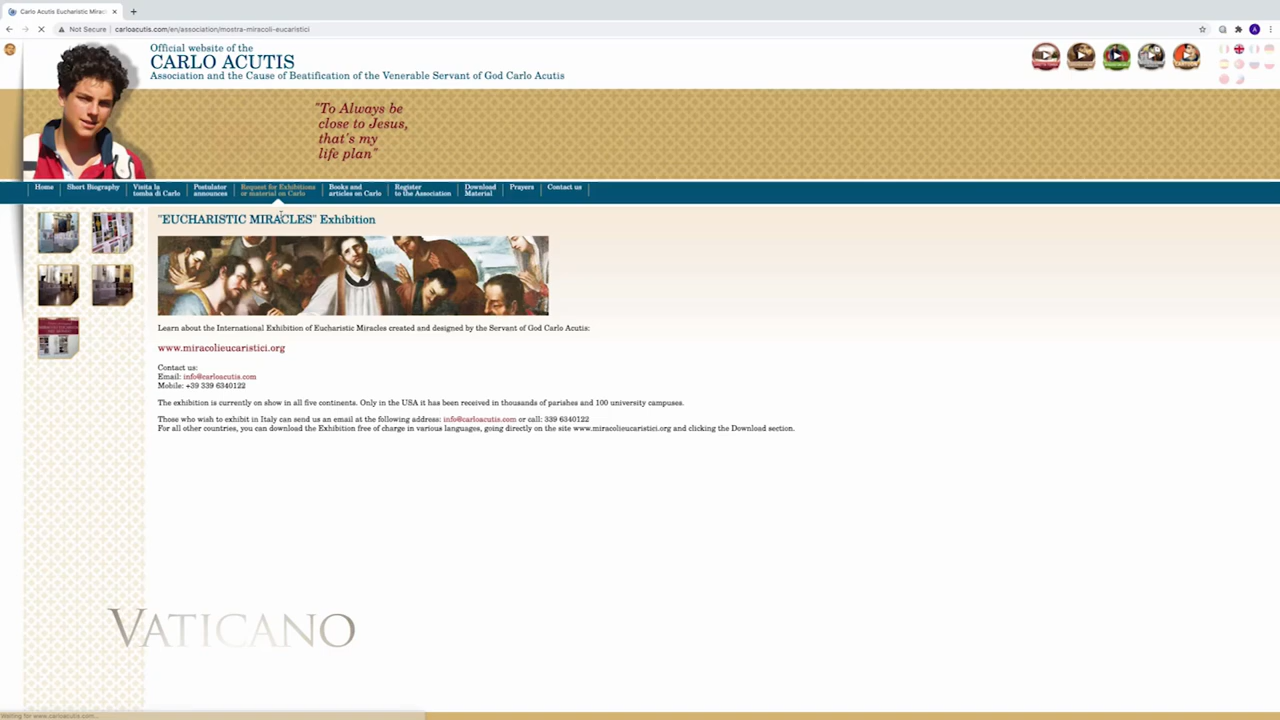 Carlo Acutis Eucharistic Mirac
Not Secure
carloacutis.com/en/association/mostra-miracoli-eucaristici
Official website of the
CARLO ACUTIS
Association and the Cause of Beatification of the Venerable Servant of God Carlo Acutis
"To Always be
close to Jesus,
that's my
life plan"
Home
Short Biography
Visita la
tomba di Carlo
Postulator
announces
Request for Exhibitions
or material on Carlo
Books and
articles on Carlo
Register
to the Association
Download
Material
Prayers
Contact us
"EUCHARISTIC MIRACLES" Exhibition
Learn about the International Exhibition of Eucharistic Miracles created and designed by the Servant of God Carlo Acutis:
www.miracolieucaristici.org
Contact us:
Email: info@carloacutis.com
Mobile: +39 339 6340122
The exhibition is currently on show in all five continents. Only in the USA it has been received in thousands of parishes and 100 university campuses.
Those who wish to exhibit in Italy can send us an email at the following address: info@carloacutis.com or call: 339 6340122
For all other countries, you can download the Exhibition free of charge in various languages, going directly on the site www.miracolieucaristici.org and clicking the Download section.
VATICANO
Waiting for www.carloacutis.com...